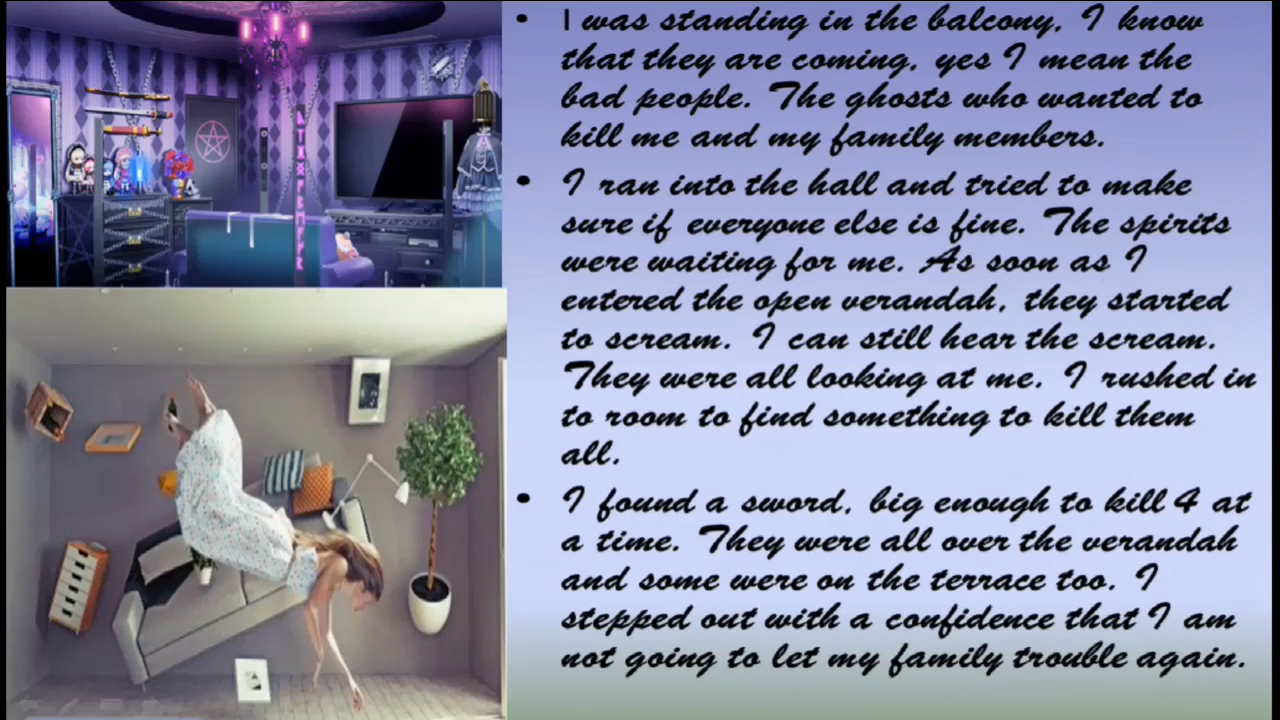 • I was standing in the balcony, I know
that they are coming, yes I mean the
bad people. The ghosts who wanted to
kill me and my family members.
• I ran into the hall and tried to make
sure if everyone else is fine. The spirits
were waiting for me. As soon as I
entered the open verandah, they started
to scream. I can still hear the scream.
They were all looking at me. I rushed in
to room to find something to kill them
all.
• I found a sword, big enough to kill 4 at
a time. They were all over the verandah
and some were on the terrace too. I
stepped out with a confidence that I am
not going to let my family trouble again.